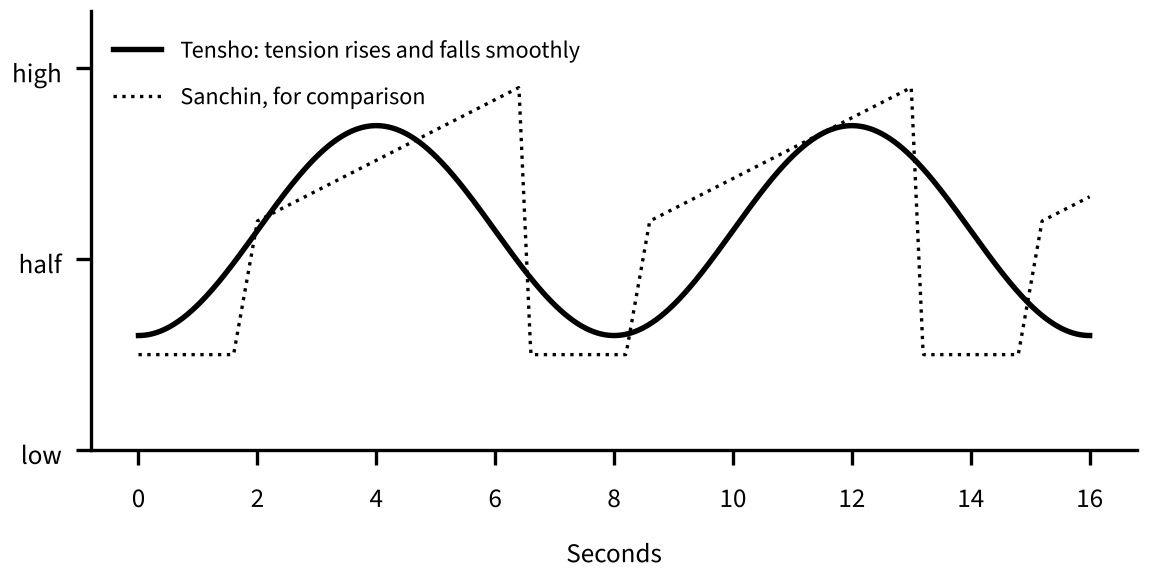 Tensho: tension rises and falls smoothly
high
Sanchin, for comparison
half
low
0 2 4 6 8 10 12 14 16
Seconds